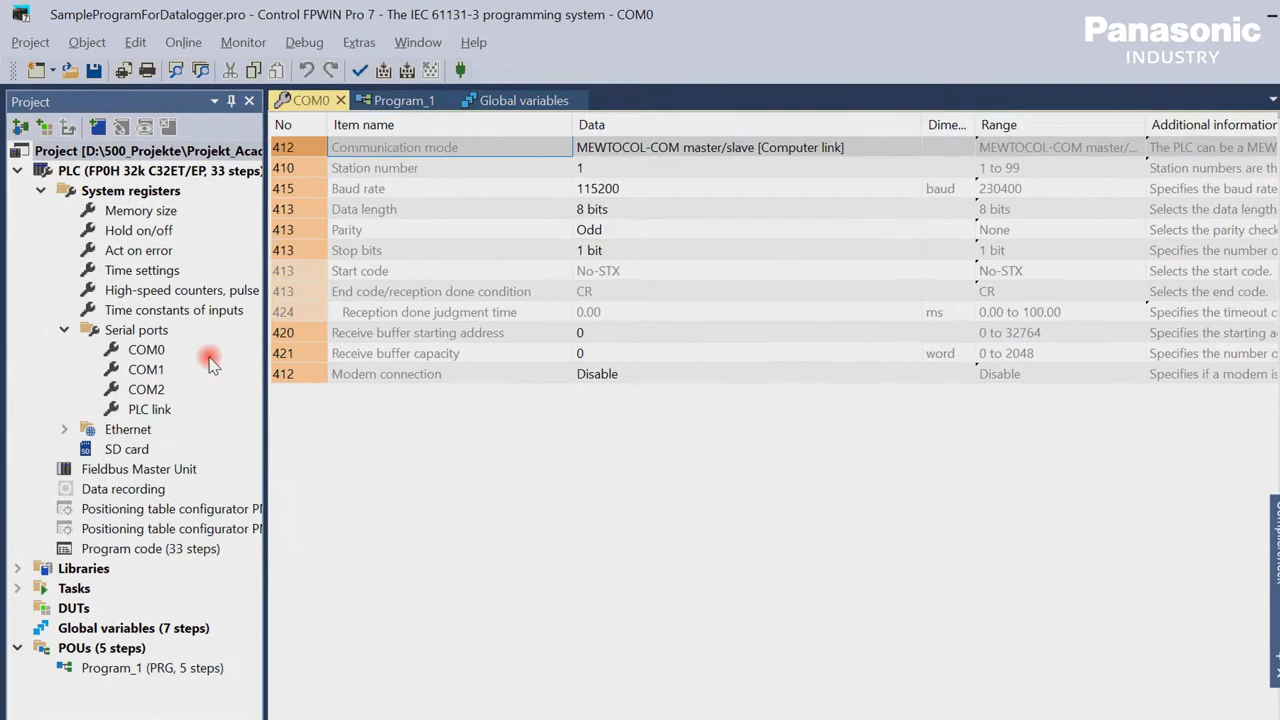 SampleProgramForDatalogger.pro - Control FPWIN Pro 7 - The IEC 61131-3 programming system - COM0
Panasonic
INDUSTRY
Project Object Edit Online Monitor Debug Extras Window Help
Project
COM0 Program_1 Global variables
No Item name Data Dime... Range Additional information
Project [D:\500_Projekte\Projekt_Acac
PLC (FP0H 32k C32ET/EP, 33 steps)
System registers
Memory size
Hold on/off
Act on error
Time settings
High-speed counters, pulse
Time constants of inputs
Serial ports
COM0
COM1
COM2
PLC link
Ethernet
SD card
Fieldbus Master Unit
Data recording
Positioning table configurator
Positioning table configurator
Program code (33 steps)
Libraries
Tasks
DUTs
Global variables (7 steps)
POUs (5 steps)
Program_1 (PRG, 5 steps)
412 Communication mode MEWTOCOL-COM master/slave [Computer link] MEWTOCOL-COM master/... The PLC can be a MEW
410 Station number 1 1 to 99 Station numbers are th
415 Baud rate 115200 baud 230400 Specifies the baud rate
413 Data length 8 bits 8 bits Selects the data length
413 Parity Odd None Selects the parity chec
413 Stop bits 1 bit 1 bit Specifies the number o
413 Start code No-STX No-STX Selects the start code.
413 End code/reception done condition CR CR Selects the end code.
424 Reception done judgment time 0.00 ms 0.00 to 100.00 Specifies the timeout c
420 Receive buffer starting address 0 0 to 32764 Specifies the starting a
421 Receive buffer capacity 0 word 0 to 2048 Specifies the number o
412 Modem connection Disable Disable Specifies if a modem is